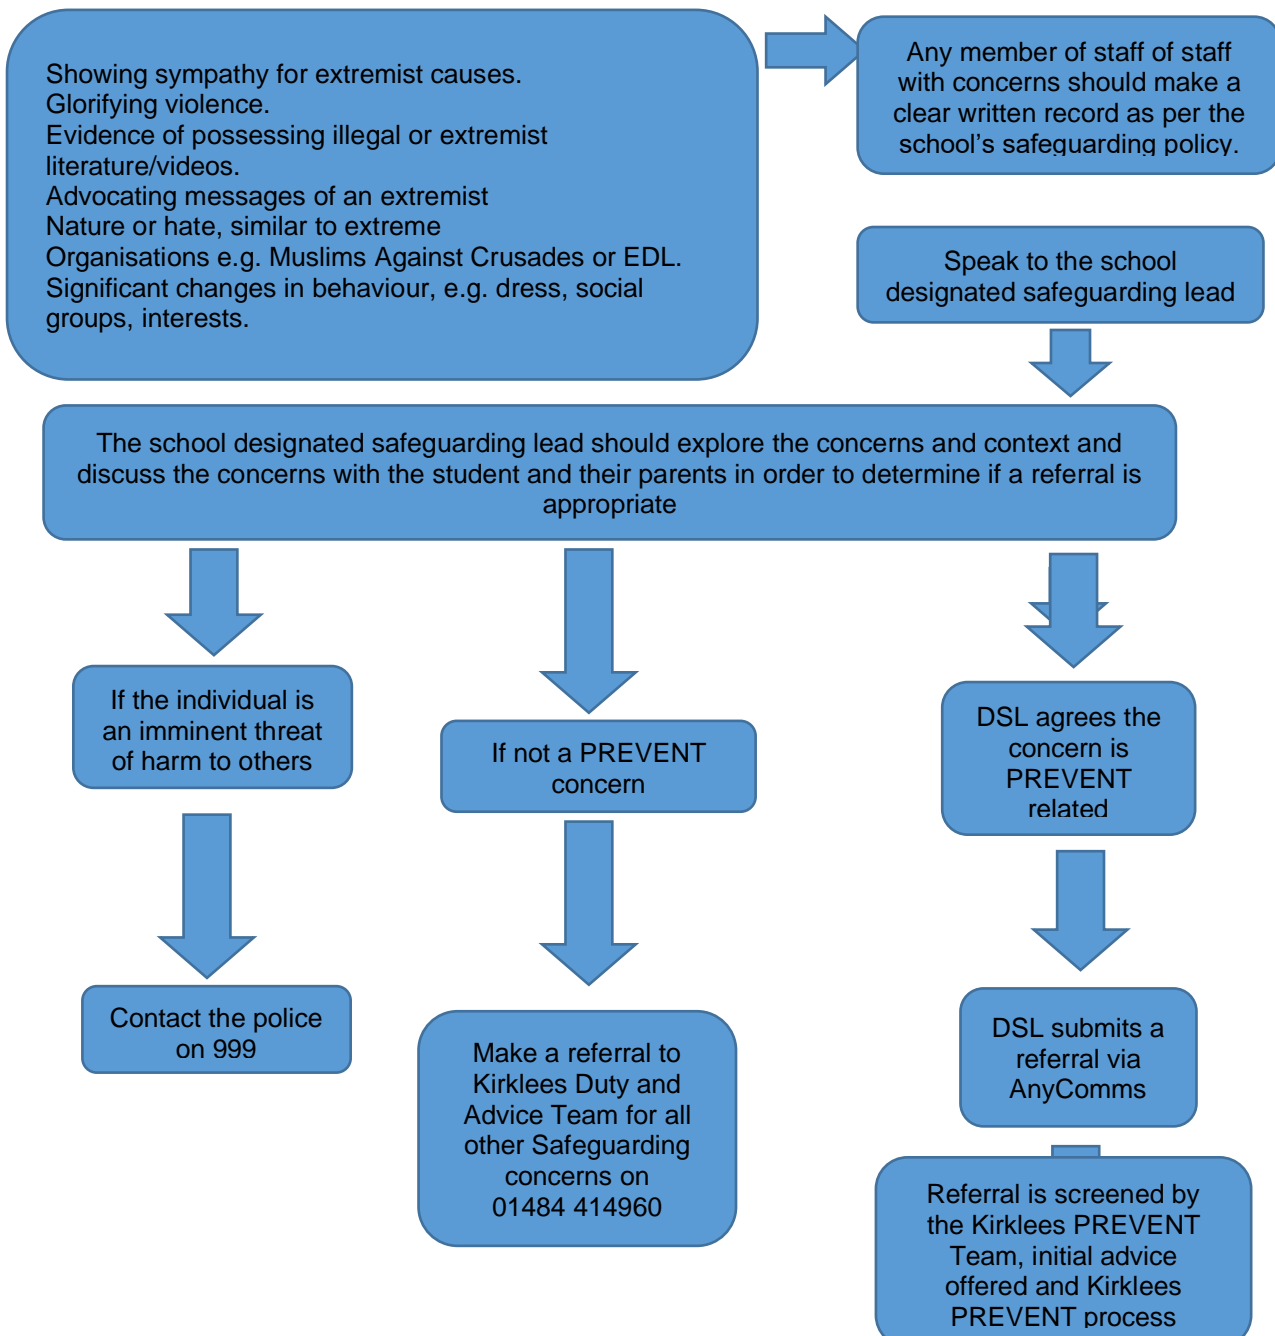 Showing sympathy for extremist causes.
Glorifying violence.
Evidence of possessing illegal or extremist
literature/videos.
Advocating messages of an extremist
Nature or hate, similar to extreme
Organisations e.g. Muslims Against Crusades or EDL.
Significant changes in behaviour, e.g. dress, social
groups, interests.
Any member of staff of staff
with concerns should make a
clear written record as per the
school’s safeguarding policy.
Speak to the school
designated safeguarding lead
The school designated safeguarding lead should explore the concerns and context and
discuss the concerns with the student and their parents in order to determine if a referral is
appropriate
If the individual is
an imminent threat
of harm to others
Contact the police
on 999
If not a PREVENT
concern
Make a referral to
Kirklees Duty and
Advice Team for all
other Safeguarding
concerns on
01484 414960
DSL agrees the
concern is
PREVENT
related
DSL submits a
referral via
AnyComms
Referral is screened by
the Kirklees PREVENT
Team, initial advice
offered and Kirklees
PREVENT process